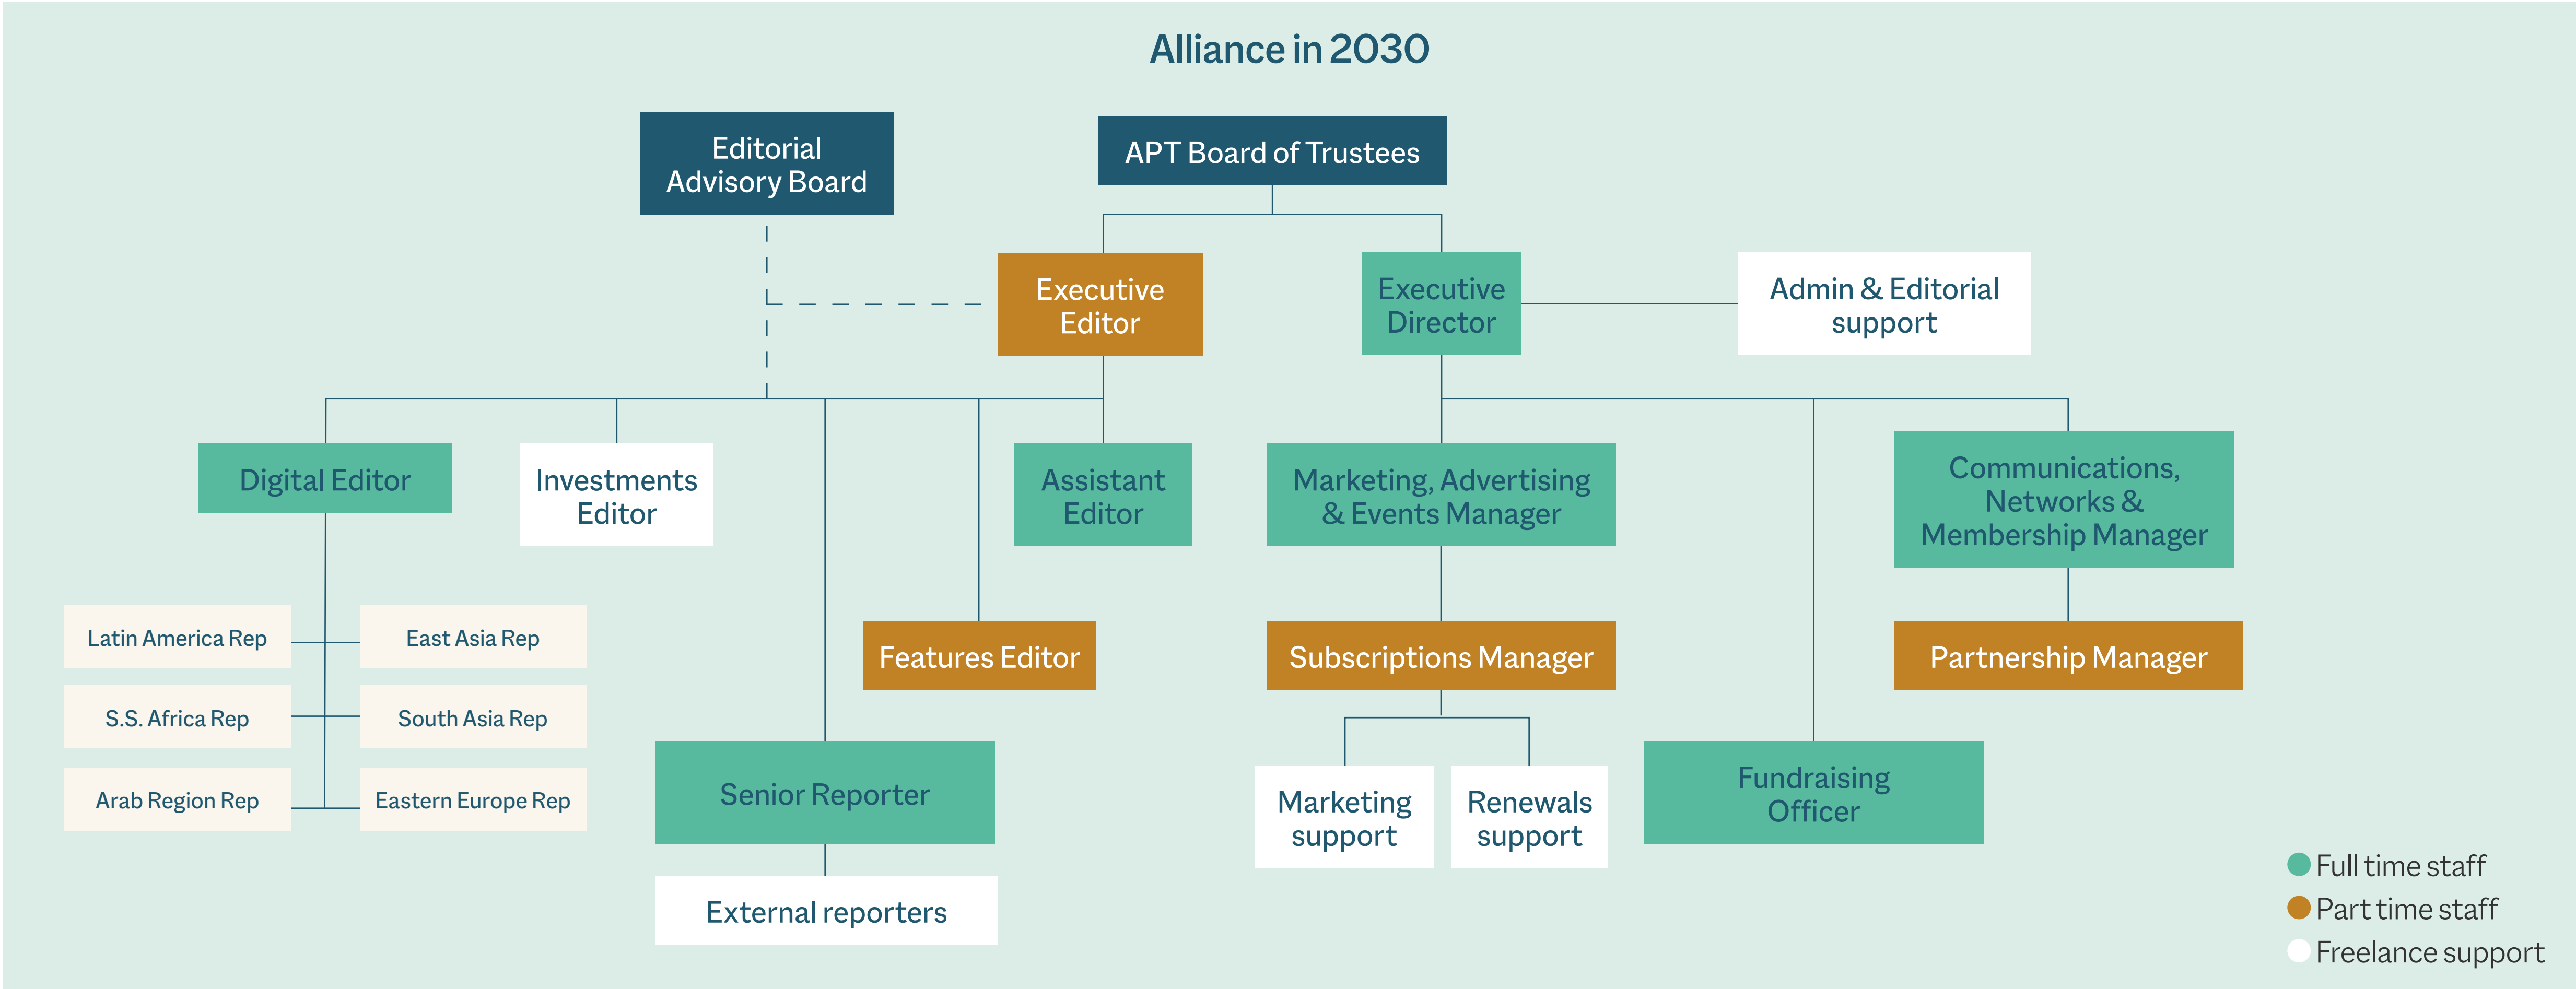 Alliance in 2030
Editorial
Advisory Board
APT Board of Trustees
Executive
Editor
Executive
Director
Admin & Editorial
support
Digital Editor
Investments
Editor
Assistant
Editor
Marketing, Advertising
& Events Manager
Communications,
Networks &
Membership Manager
Latin America Rep
East Asia Rep
S.S. Africa Rep
South Asia Rep
Arab Region Rep
Eastern Europe Rep
Features Editor
Subscriptions Manager
Partnership Manager
Senior Reporter
External reporters
Marketing
support
Renewals
support
Fundraising
Officer
Full time staff
Part time staff
Freelance support